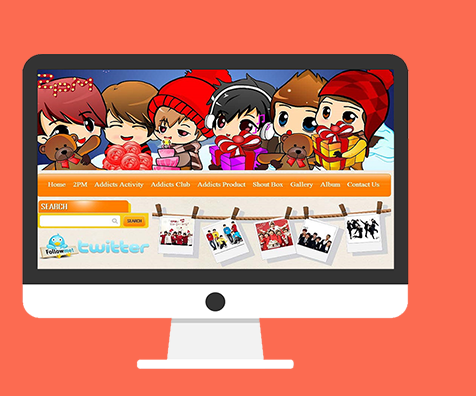 Home 2PM Addicts Activity Addicts Club Addicts Product Shout Box Gallery Album Contact Us
SEARCH
SEARCH
Follow me!
twitter